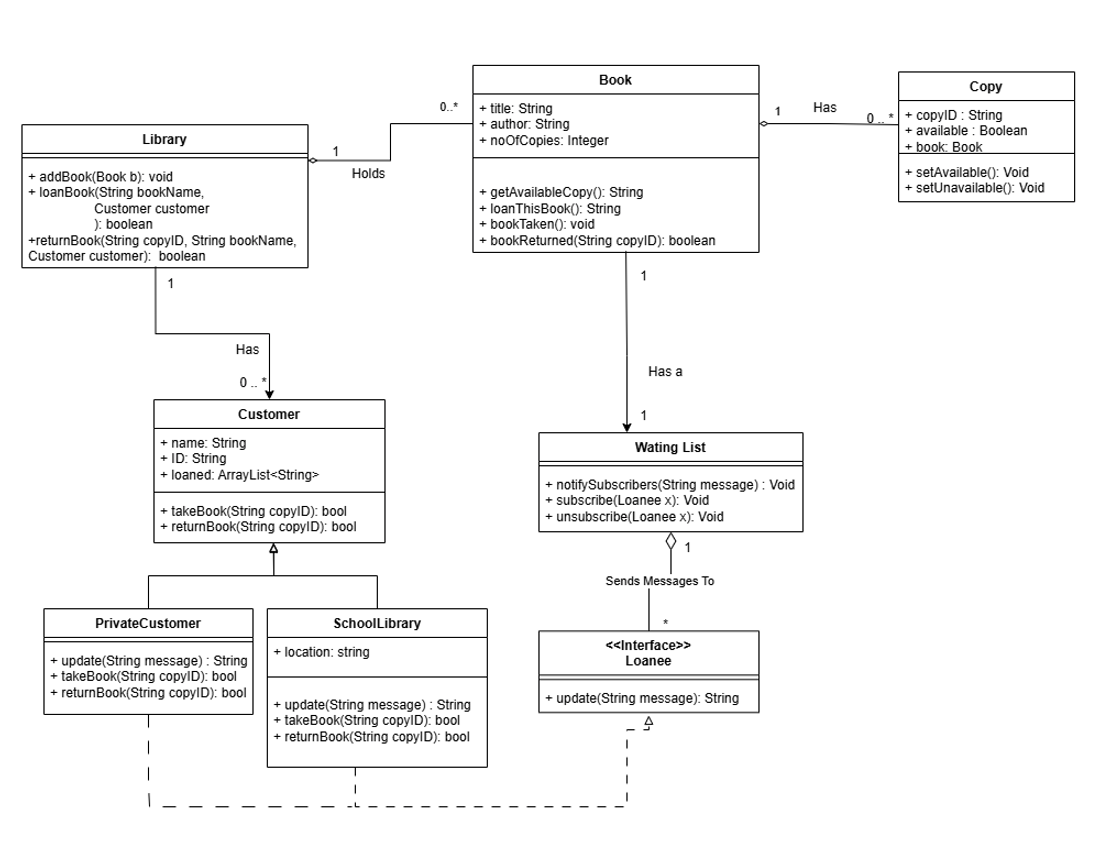 Book
+ title: String
+ author: String
+ noOfCopies: Integer
+ getAvailableCopy(): String
+ loanThisBook(): String
+ bookTaken(): void
+ bookReturned(String copyID): boolean
Copy
+ copyID : String
+ available : Boolean
+ book: Book
+ setAvailable(): Void
+ setUnavailable(): Void
1
Has
0 .. *
0..*
1
Holds
Library
+ addBook(Book b): void
+ loanBook(String bookName,
Customer customer
): boolean
+returnBook(String copyID, String bookName,
Customer customer): boolean
1
Has
0 .. *
1
Has a
1
Customer
+ name: String
+ ID: String
+ loaned: ArrayList<String>
+ takeBook(String copyID): bool
+ returnBook(String copyID): bool
Wating List
+ notifySubscribers(String message) : Void
+ subscribe(Loanee x): Void
+ unsubscribe(Loanee x): Void
1
Sends Messages To
*
PrivateCustomer
+ update(String message) : String
+ takeBook(String copyID): bool
+ returnBook(String copyID): bool
SchoolLibrary
+ location: string
+ update(String message) : String
+ takeBook(String copyID): bool
+ returnBook(String copyID): bool
<<Interface>>
Loanee
+ update(String message): String